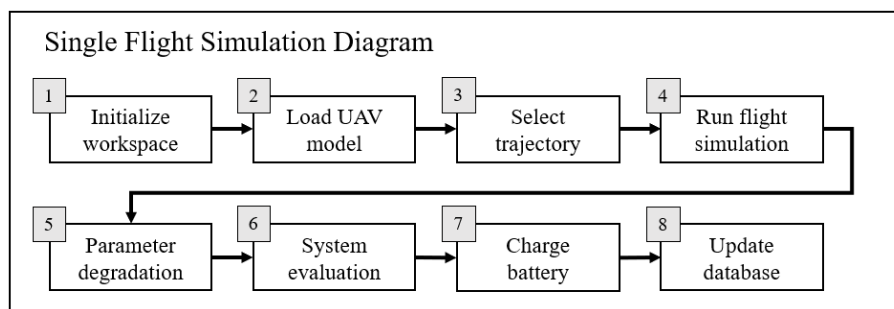 Single Flight Simulation Diagram
1
Initialize
workspace
2
Load UAV
model
3
Select
trajectory
4
Run flight
simulation
5
Parameter
degradation
6
System
evaluation
7
Charge
battery
8
Update
database